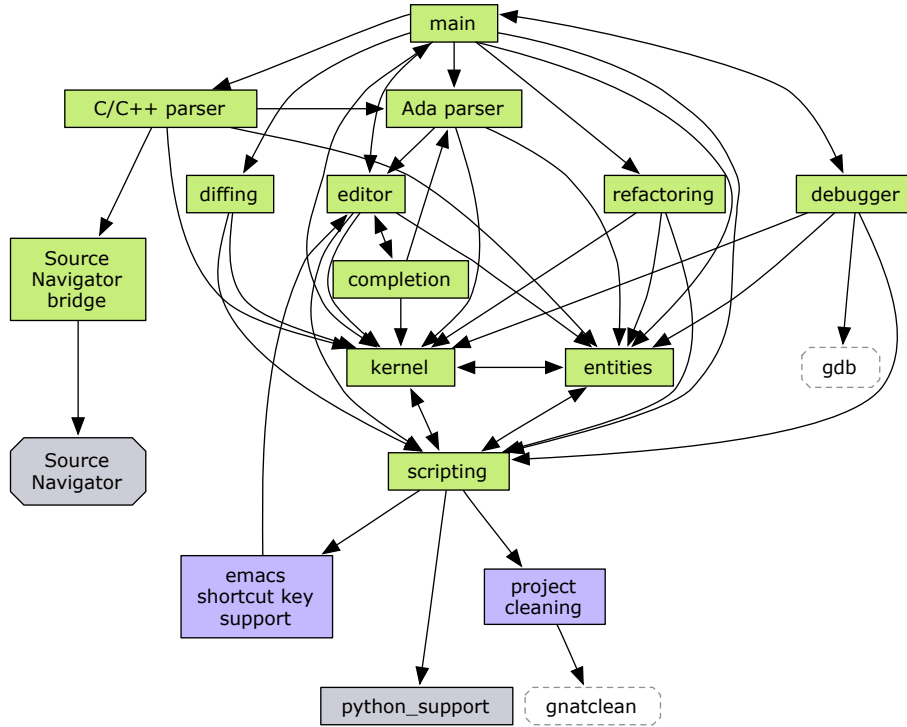 main
C/C++ parser
Ada parser
diffing
editor
refactoring
debugger
Source
Navigator
bridge
completion
kernel
entities
gdb
Source
Navigator
scripting
emacs
shortcut key
support
project
cleaning
python_support
gnatclean